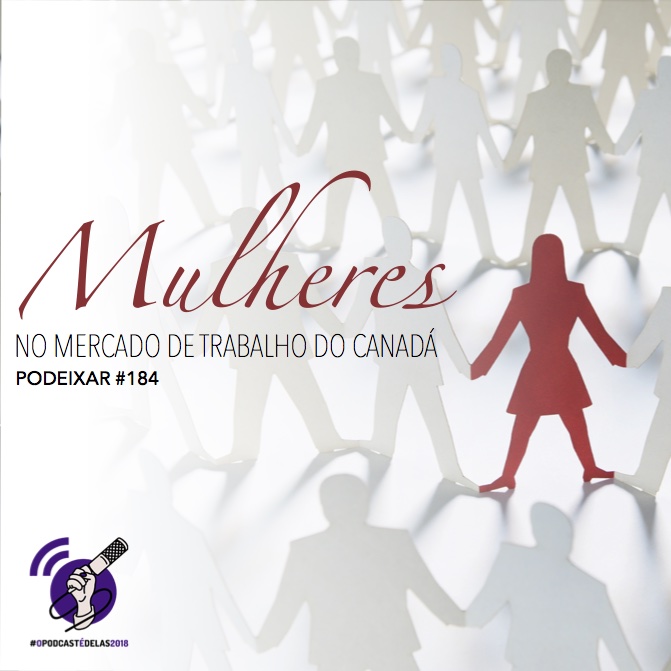 Mulheres
NO MERCADO DE TRABALHO DO CANADÁ
PODEIXAR #184
#OPODCASTÉDELAS2018